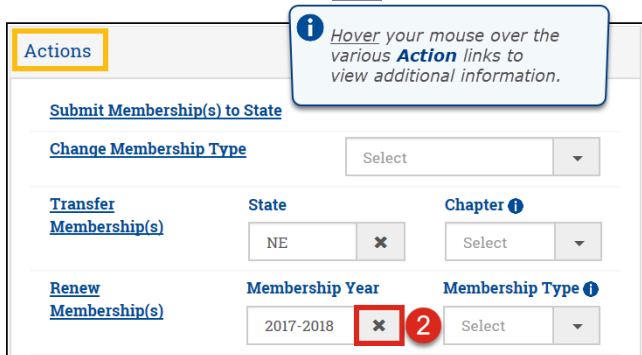 Hover your mouse over the
various Action links to
view additional information.
Actions
Submit Membership(s) to State
Change Membership Type
Select
Transfer
Membership(s)
State
Chapter
NE
Select
Renew
Membership(s)
Membership Year
Membership Type
2017-2018
2
Select